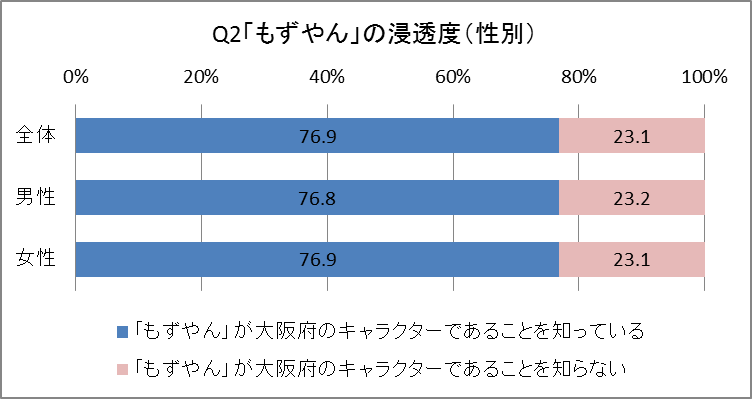 Q2「もずやん」の浸透度（性別）
0% 20% 40% 60% 80% 100%
全体 76.9 23.1
男性 76.8 23.2
女性 76.9 23.1
「もずやん」が大阪府のキャラクターであることを知っている
「もずやん」が大阪府のキャラクターであることを知らない